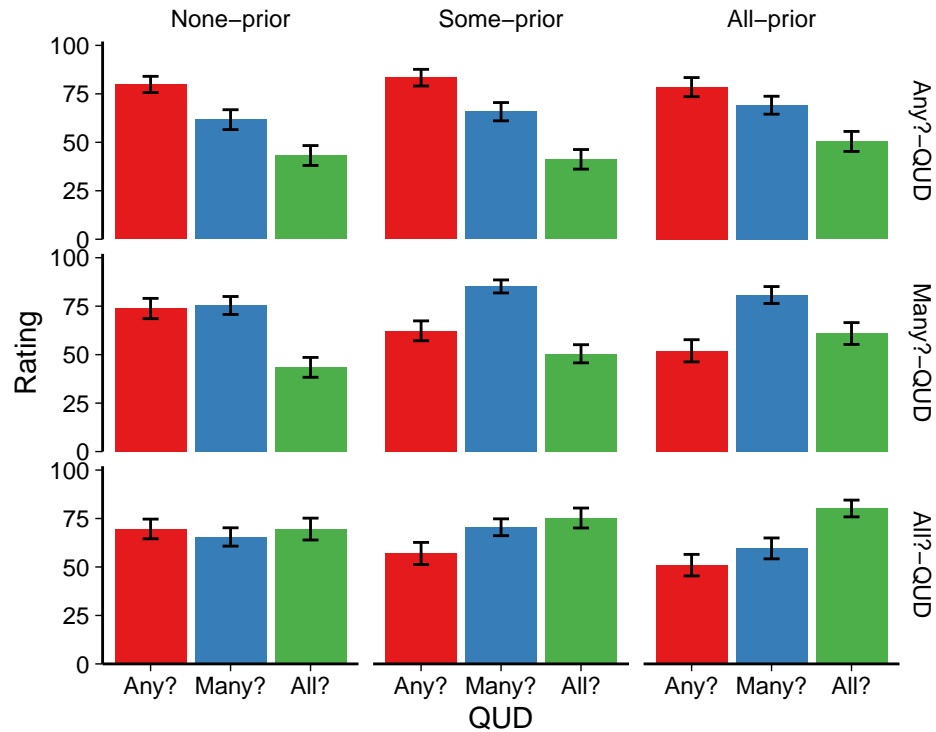 None−prior Some−prior All−prior
100
75
50
25
0
Any?−QUD
100
75
50
25
0
Many?−QUD
100
75
50
25
0
All?−QUD
Rating
Any? Many? All? Any? Many? All? Any? Many? All?
QUD